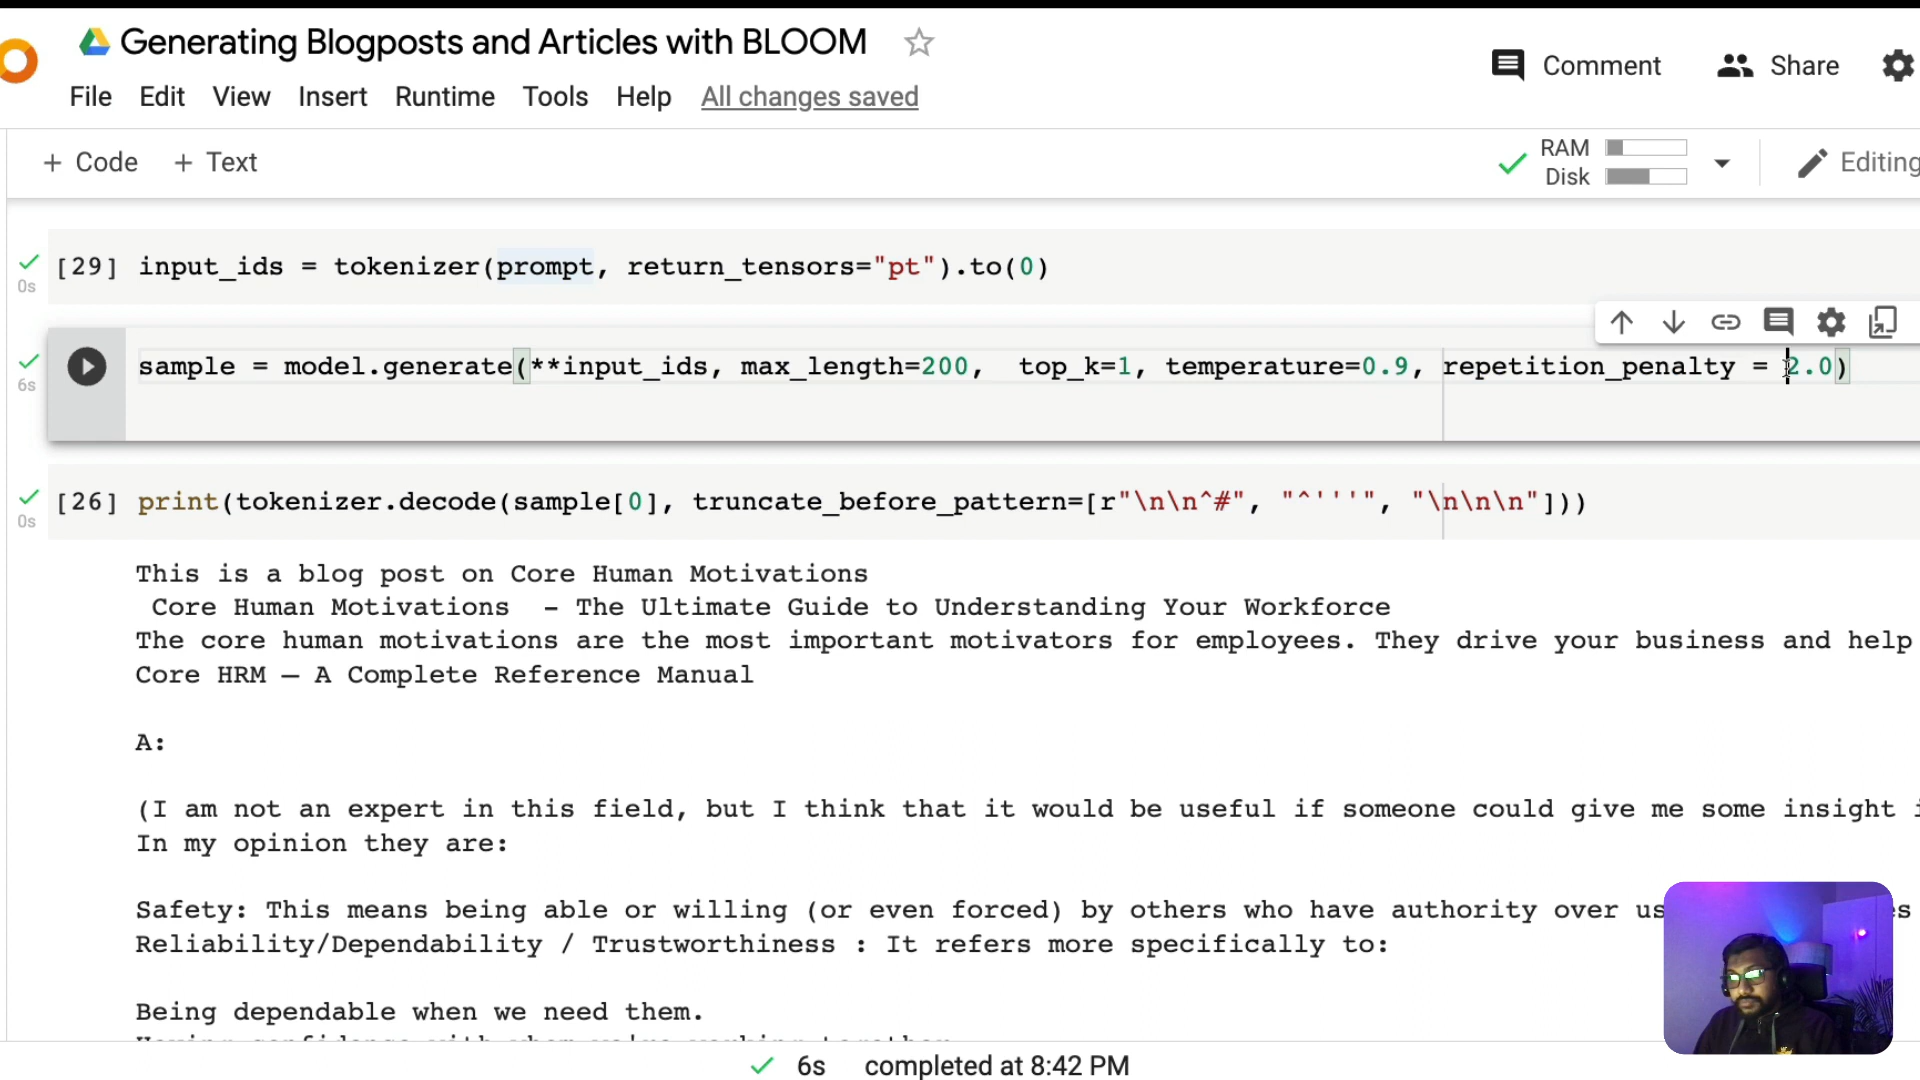 Generating Blogposts and Articles with BLOOM
Comment
Share
File Edit View Insert Runtime Tools Help All changes saved
+ Code + Text
RAM
Disk
Editing
[29] input_ids = tokenizer(prompt, return_tensors="pt").to(0)
0s
sample = model.generate(**input_ids, max_length=200,  top_k=1, temperature=0.9, repetition_penalty = 2.0)
6s
[26] print(tokenizer.decode(sample[0], truncate_before_pattern=[r"\n\n^#", "^'''", "\n\n\n"]))
0s
This is a blog post on Core Human Motivations
Core Human Motivations  - The Ultimate Guide to Understanding Your Workforce
The core human motivations are the most important motivators for employees. They drive your business and help
Core HRM – A Complete Reference Manual
A:
(I am not an expert in this field, but I think that it would be useful if someone could give me some insight i
In my opinion they are:
Safety: This means being able or willing (or even forced) by others who have authority over us
Reliability/Dependability / Trustworthiness : It refers more specifically to:
Being dependable when we need them.
6s completed at 8:42 PM